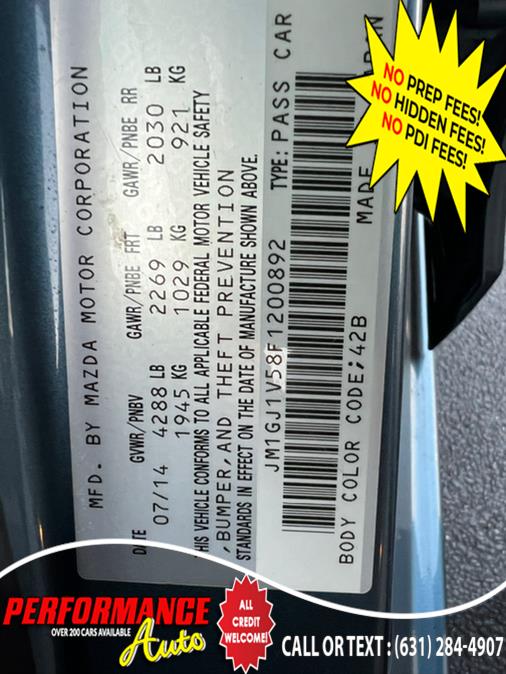 MFD. BY MAZDA MOTOR CORPORATION
DATE GVWR/PNBV GAWR/PNBE FRT GAWR/PNBE RR
07/14 4288 LB 2269 LB 2030 LB
1945 KG 1029 KG 921 KG
THIS VEHICLE CONFORMS TO ALL APPLICABLE FEDERAL MOTOR VEHICLE SAFETY
,BUMPER,AND THEFT PREVENTION
STANDARDS IN EFFECT ON THE DATE OF MANUFACTURE SHOWN ABOVE.
JM1GJ1V58F1200892 TYPE:PASS CAR
BODY COLOR CODE;42B MADE
NO PREP FEES!
NO HIDDEN FEES!
NO PDI FEES!
PERFORMANCE
OVER 200 CARS AVAILABLE
Auto
ALL
CREDIT
WELCOME!
CALL OR TEXT : (631) 284-4907